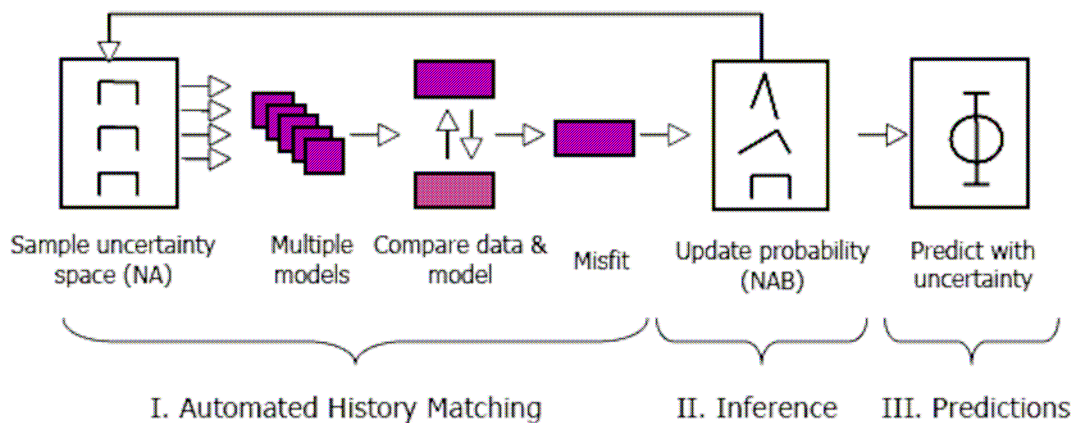 Sample uncertainty
space (NA)
Multiple
models
Compare data &
model
Misfit
Update probability
(NAB)
Predict with
uncertainty
I. Automated History Matching
II. Inference
III. Predictions